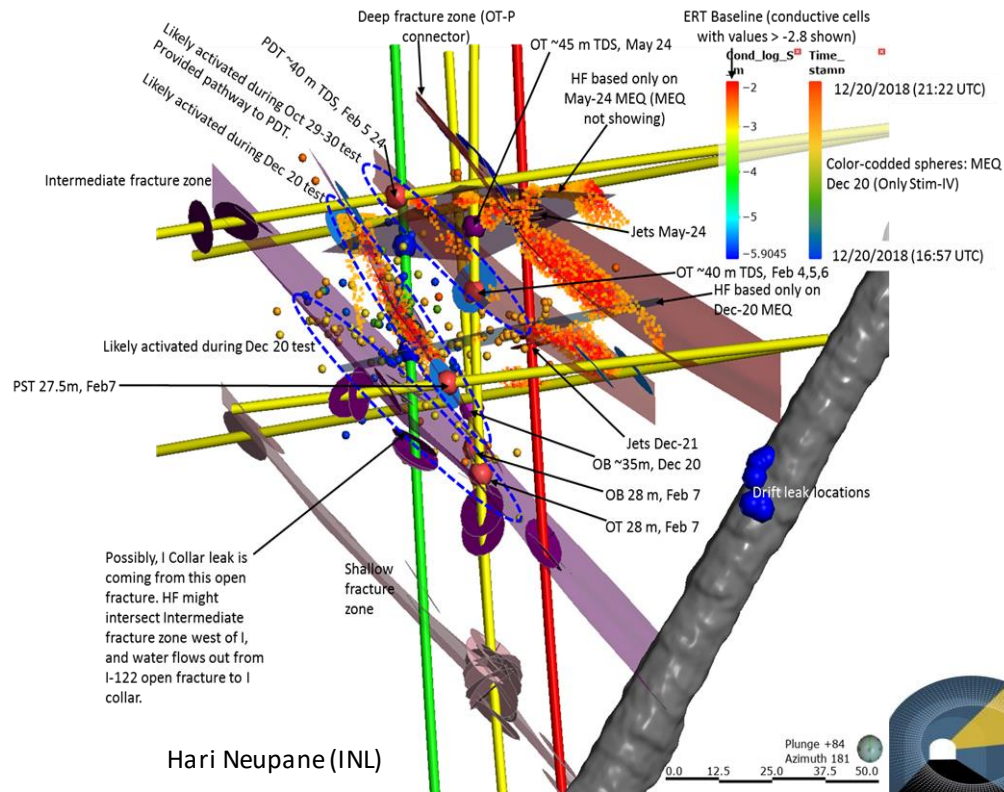 Deep fracture zone (OT-P
connector)
OT ~45 m TDS, May 24
ERT Baseline (conductive cells
with values > -2.8 shown)
PDT ~40 m TDS, Feb 5 24
Likely activated during Oct 29-30 test
Provided pathway to PDT.
Likely activated during Dec 20 test
HF based only on
May-24 MEQ (MEQ
not showing)
Cond_log_S
_m
-2
-3
-4
-5
-5.9045
Time_
stamp
12/20/2018 (21:22 UTC)
Color-codded spheres: MEQ
Dec 20 (Only Stim-IV)
12/20/2018 (16:57 UTC)
Intermediate fracture zone
Jets May-24
OT ~40 m TDS, Feb 4,5,6
HF based only on
Dec-20 MEQ
Likely activated during Dec 20 test
PST 27.5m, Feb7
Jets Dec-21
OB ~35m, Dec 20
OB 28 m, Feb 7
OT 28 m, Feb 7
Drift leak locations
Possibly, I Collar leak is
coming from this open
fracture. HF might
intersect Intermediate
fracture zone west of I,
and water flows out from
I-122 open fracture to I
collar.
Shallow
fracture
zone
Hari Neupane (INL)
Plunge +84
Azimuth 181
0.0 12.5 25.0 37.5 50.0